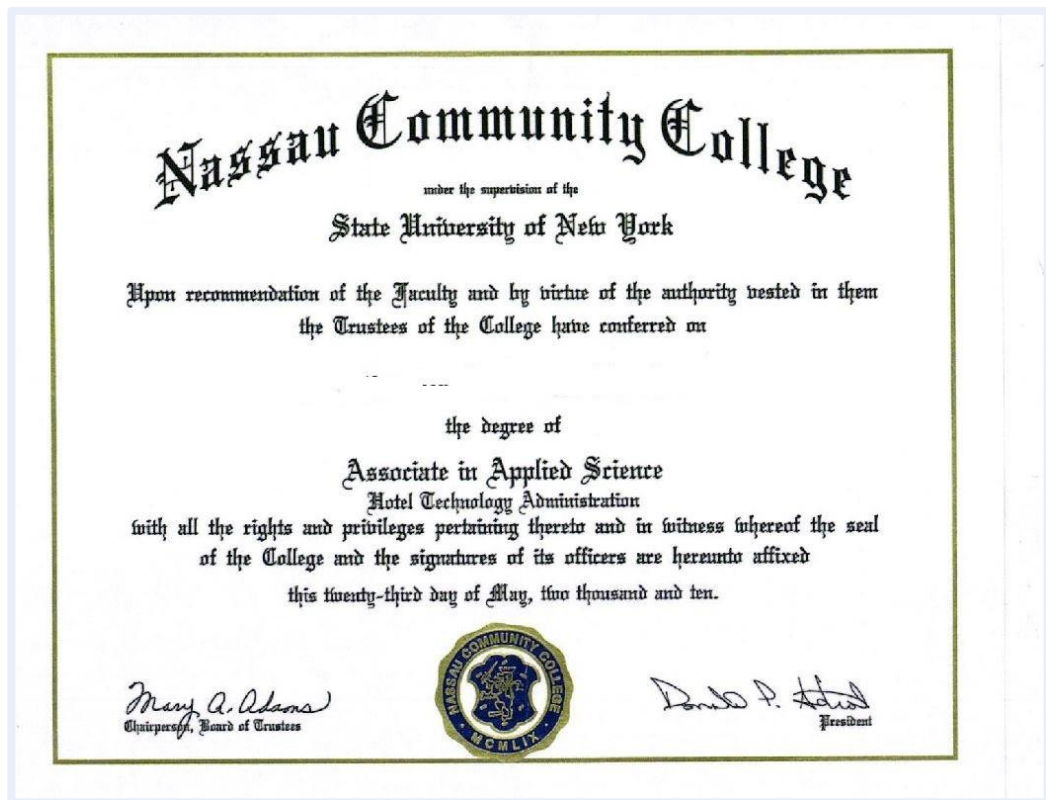 Nassau Community College
under the supervision of the
State University of New York
Upon recommendation of the Faculty and by virtue of the authority vested in them
the Trustees of the College have conferred on
the degree of
Associate in Applied Science
Hotel Technology Administration
with all the rights and privileges pertaining thereto and in witness whereof the seal
of the College and the signatures of its officers are hereunto affixed
this twenty-third day of May, two thousand and ten.
NASSAU COMMUNITY COLLEGE
MCMLIX
Mary A. Adams
Chairperson, Board of Trustees
Donald P.
President